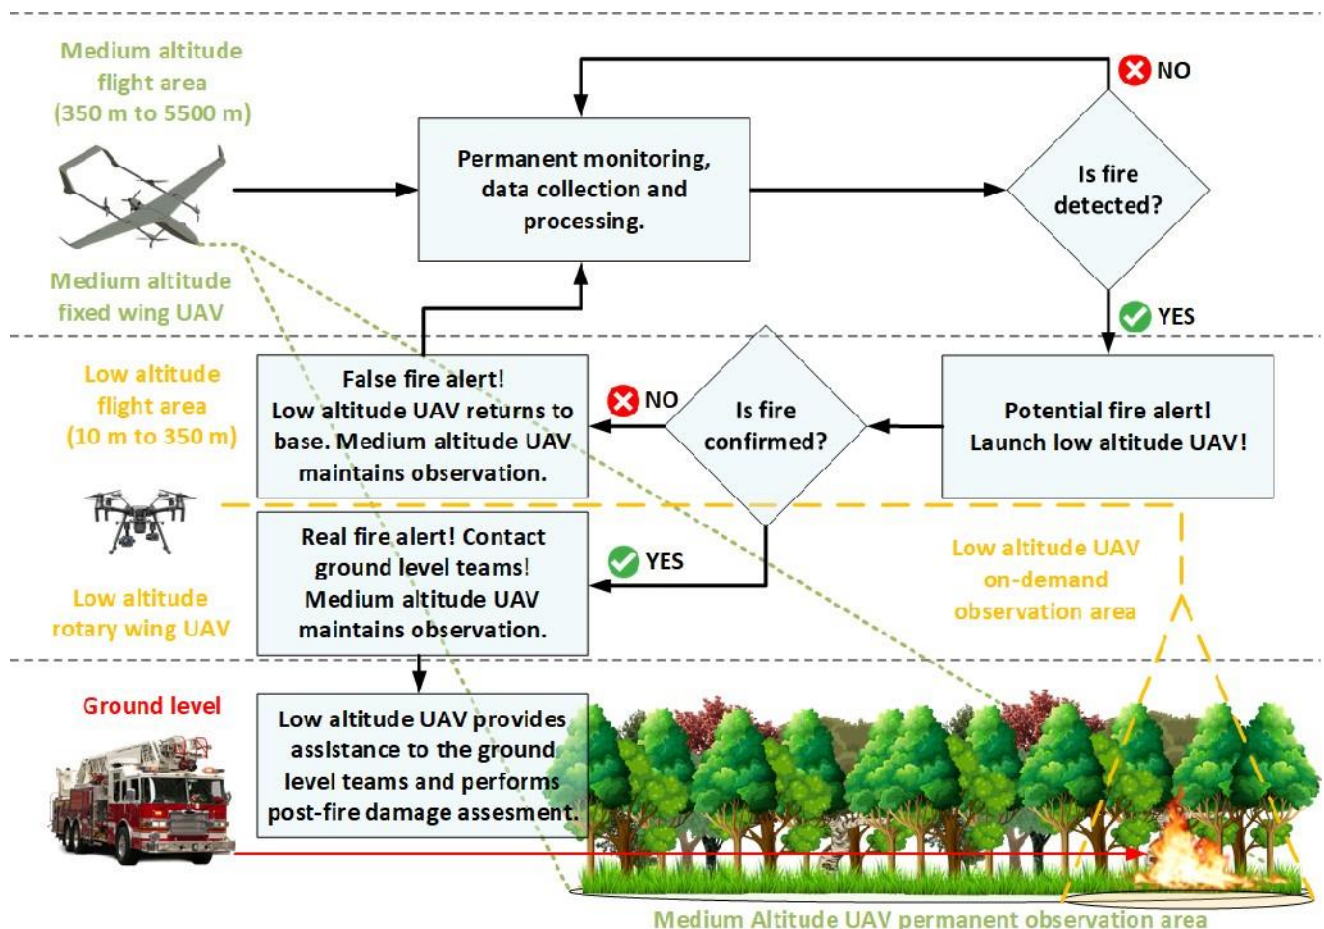 Medium altitude
flight area
(350 m to 5500 m)
NO
Permanent monitoring,
data collection and
processing.
Is fire
detected?
Medium altitude
fixed wing UAV
YES
Low altitude
flight area
(10 m to 350 m)
False fire alert!
Low altitude UAV returns to
base. Medium altitude UAV
maintains observation.
NO
Is fire
confirmed?
Potential fire alert!
Launch low altitude UAV!
Real fire alert! Contact
ground level teams!
Medium altitude UAV
maintains observation.
YES
Low altitude UAV
on-demand
observation area
Low altitude
rotary wing UAV
Ground level
Low altitude UAV provides
assistance to the ground
level teams and performs
post-fire damage assesment.
Medium Altitude UAV permanent observation area